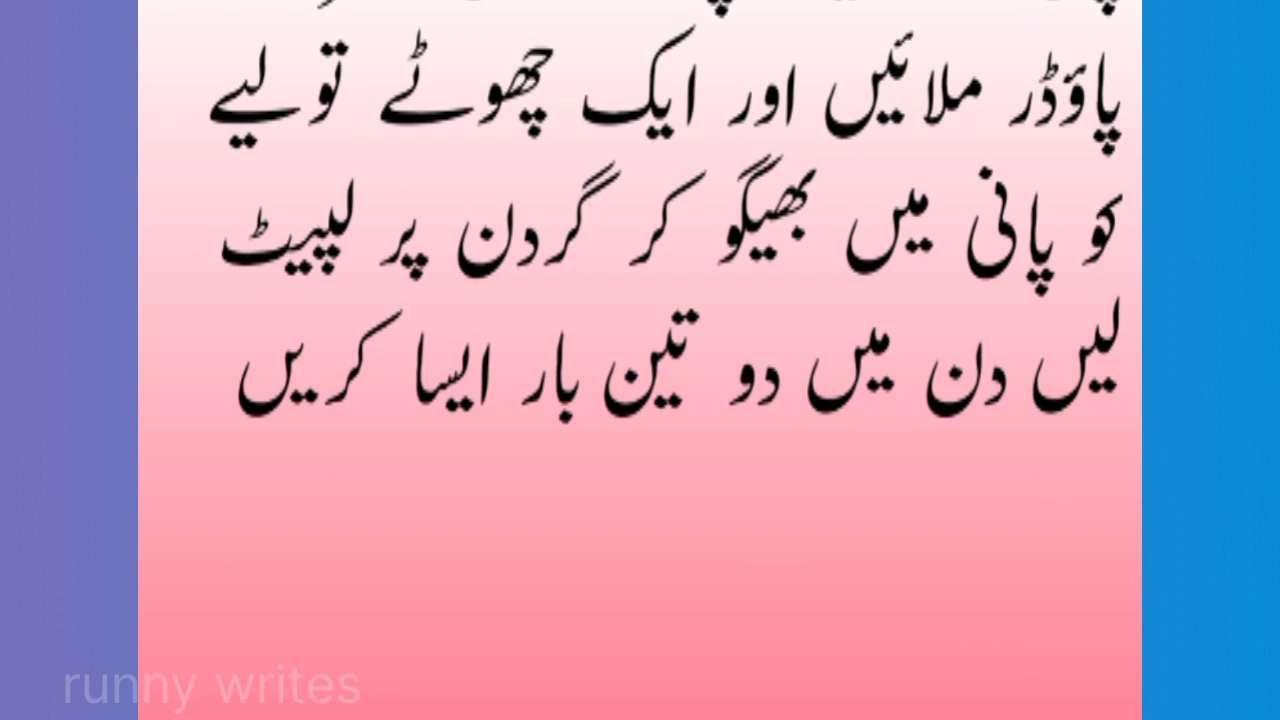 پاؤڈر ملائیں اور ایک چھوٹے تولیے
کو پانی میں بھیگو کر گردن پر لپیٹ
لیں دن میں دو تین بار ایسا کریں
runny writes